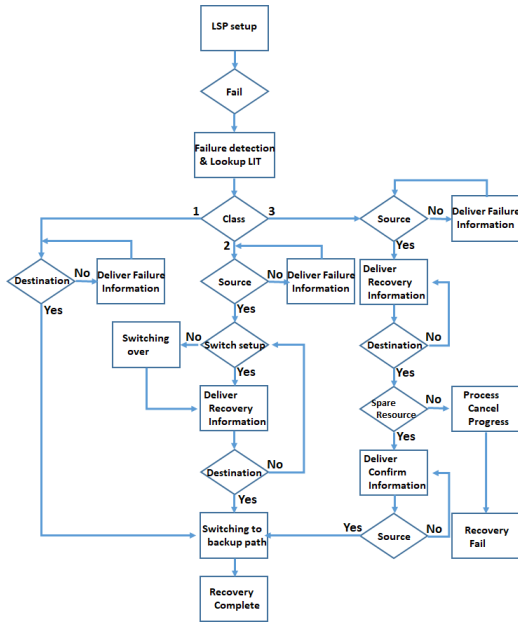 LSP setup
Fail
Failure detection
& Lookup LIT
1
Class
3
2
Source
No
Deliver Failure
Information
Yes
Destination
No
Deliver Failure
Information
Yes
Source
No
Deliver Failure
Information
Yes
Deliver
Recovery
Information
Switching
over
No
Switch setup
Yes
Destination
No
Yes
Deliver
Recovery
Information
Spare
Resource
No
Process
Cancel
Progress
Yes
Destination
No
Yes
Deliver
Confirm
Information
Switching to
backup path
Yes
Source
No
Recovery
Fail
Recovery
Complete